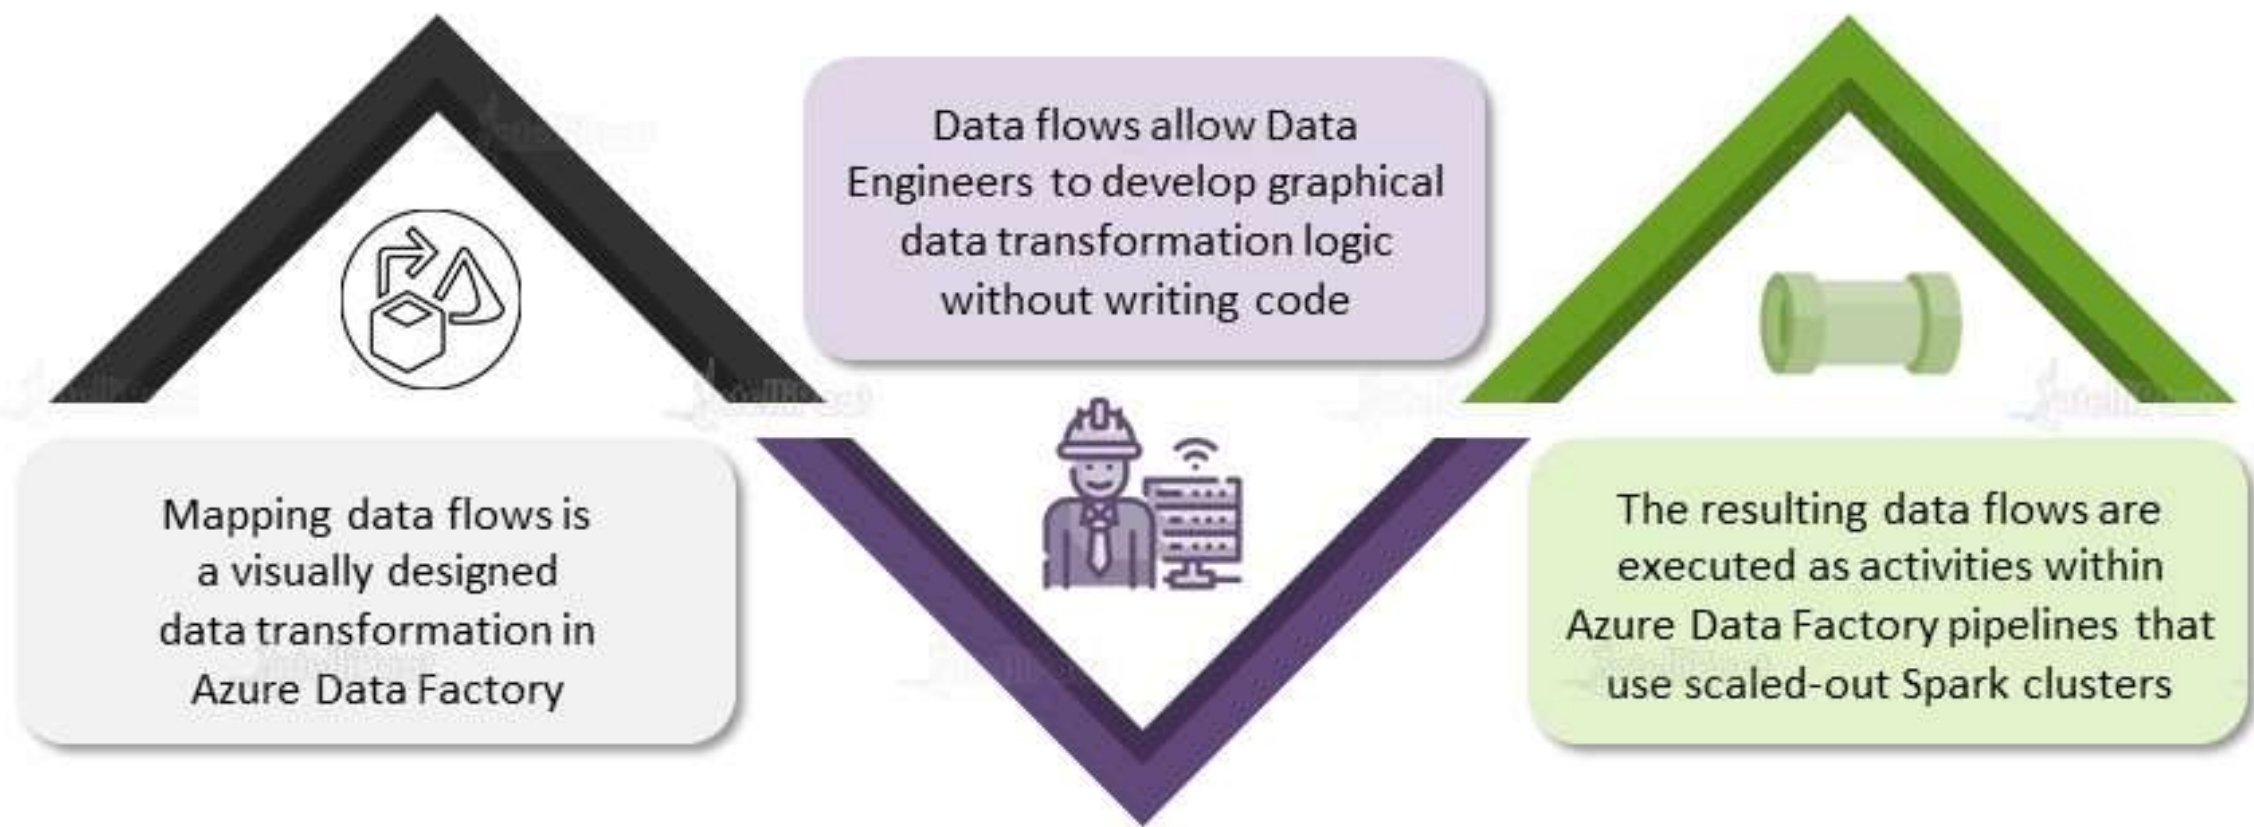 Mapping data flows is
a visually designed
data transformation in
Azure Data Factory
Data flows allow Data
Engineers to develop graphical
data transformation logic
without writing code
The resulting data flows are
executed as activities within
Azure Data Factory pipelines that
use scaled-out Spark clusters